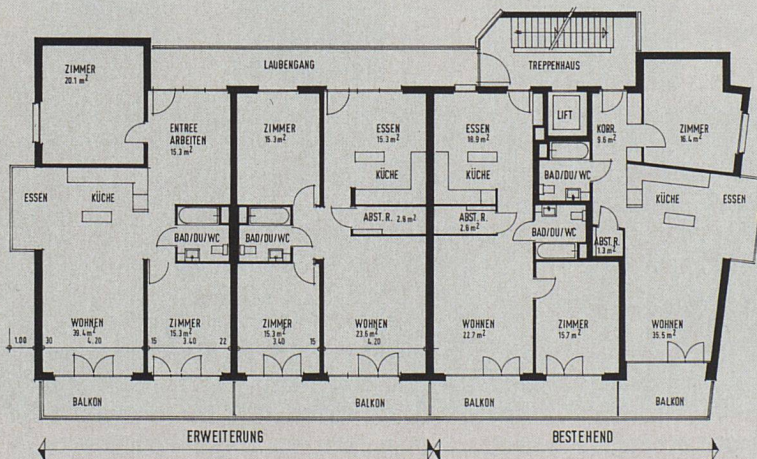 ZIMMER
20.1 m²
LAUBENGANG
TREPPENHAUS
ENTREE
ARBEITEN
15.3 m²
ZIMMER
15.3 m²
ESSEN
15.3 m²
ESSEN
18.9 m²
LIFT
KORR.
9.6 m²
ZIMMER
16.4 m²
ESSEN
KÜCHE
KÜCHE
KÜCHE
BAD/DU/WC
KÜCHE
ESSEN
ABST. R. 2.8 m²
ABST. R.
2.8 m²
BAD/DU/WC
BAD/DU/WC
BAD/DU/WC
ABST.R.
1.3 m²
WOHNEN
39.4 m²
ZIMMER
15.3 m²
ZIMMER
15.3 m²
WOHNEN
23.6 m²
WOHNEN
22.7 m²
ZIMMER
15.7 m²
WOHNEN
35.5 m²
1.00 30 4.20 15 3.40 22 3.40 15 4.20
BALKON
BALKON
BALKON
BALKON
ERWEITERUNG
BESTEHEND